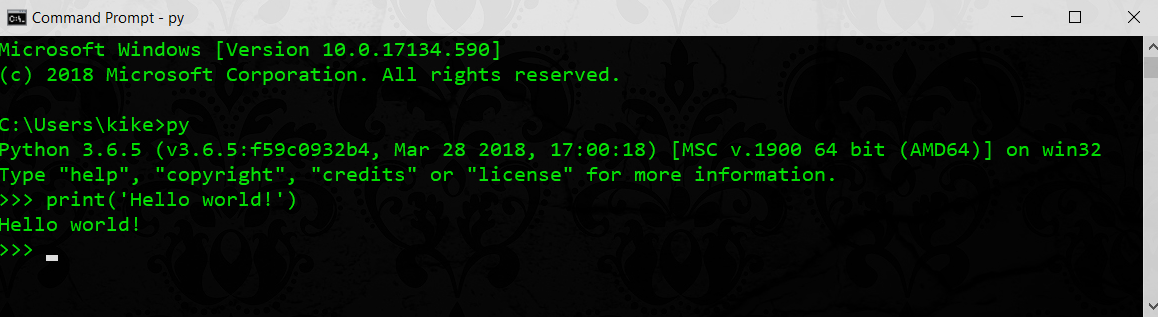 Command Prompt - py
Microsoft Windows [Version 10.0.17134.590]
(c) 2018 Microsoft Corporation. All rights reserved.
C:\Users\kike>py
Python 3.6.5 (v3.6.5:f59c0932b4, Mar 28 2018, 17:00:18) [MSC v.1900 64 bit (AMD64)] on win32
Type "help", "copyright", "credits" or "license" for more information.
>>> print('Hello world!')
Hello world!
>>>